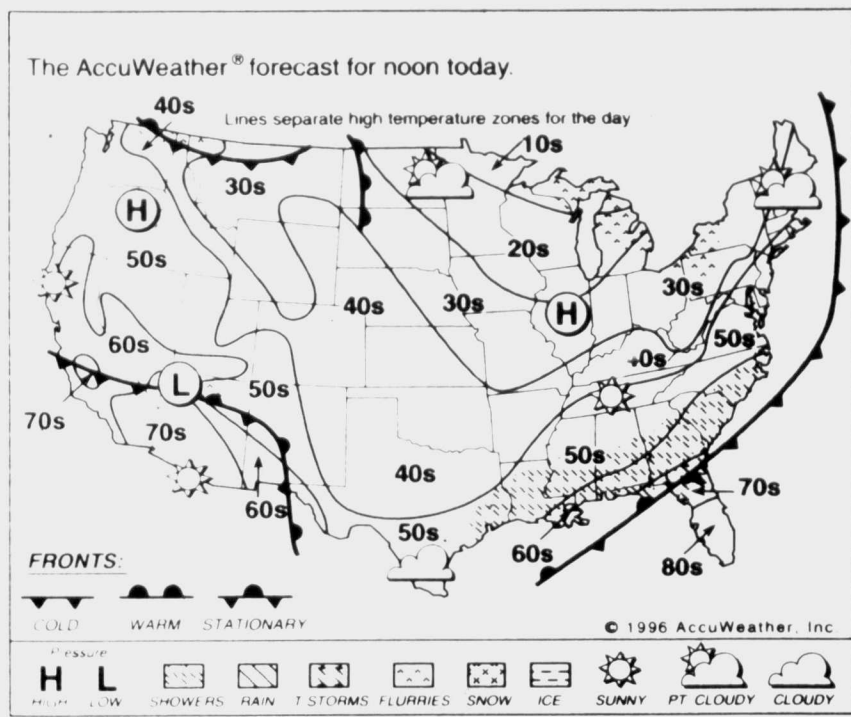 The AccuWeather® forecast for noon today.
Lines separate high temperature zones for the day
40s
10s
30s
H
50s
20s
40s
30s
H
30s
60s
50s
L
50s
70s
70s
40s
50s
60s
50s
60s
70s
80s
FRONTS:
COLD WARM STATIONARY
© 1996 AccuWeather, Inc.
Pressure
H L
HIGH LOW SHOWERS RAIN T STORMS FLURRIES SNOW ICE SUNNY PT CLOUDY CLOUDY